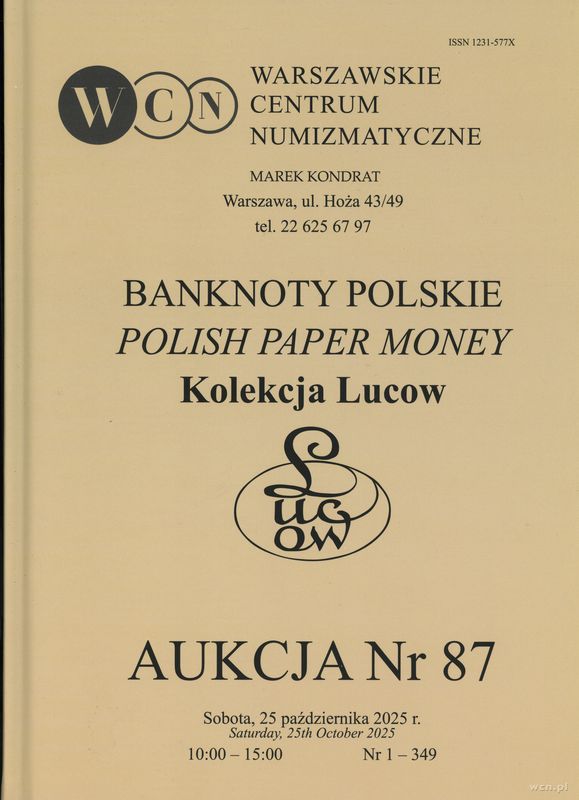 ISSN 1231-577X
WCN
WARSZAWSKIE
CENTRUM
NUMIZMATYCZNE
MAREK KONDRAT
Warszawa, ul. Hoża 43/49
tel. 22 625 67 97
BANKNOTY POLSKIE
POLISH PAPER MONEY
Kolekcja Lucow
Luc
ow
AUKCJA Nr 87
Sobota, 25 października 2025 r.
Saturday, 25th October 2025
10:00 – 15:00 Nr 1 – 349
wcn.pl